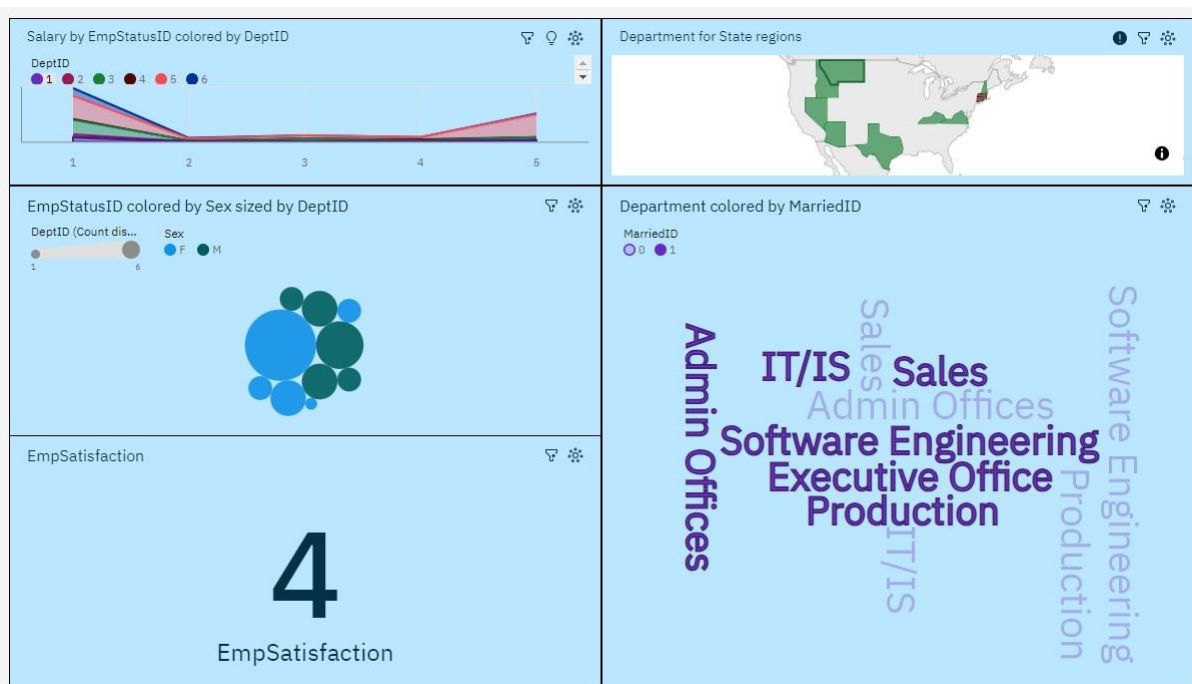 Salary by EmpStatusID colored by DeptID
DeptID
1 2 3 4 5 6
1 2 3 4 5
Department for State regions
EmpStatusID colored by Sex sized by DeptID
DeptID (Count dis...
1 6
Sex
F M
Department colored by MarriedID
MarriedID
0 1
Admin Offices
IT/IS
Sales
Sales
Admin Offices
Software Engineering
Executive Office
Production
IT/IS
Production
Software Engineering
EmpSatisfaction
4
EmpSatisfaction